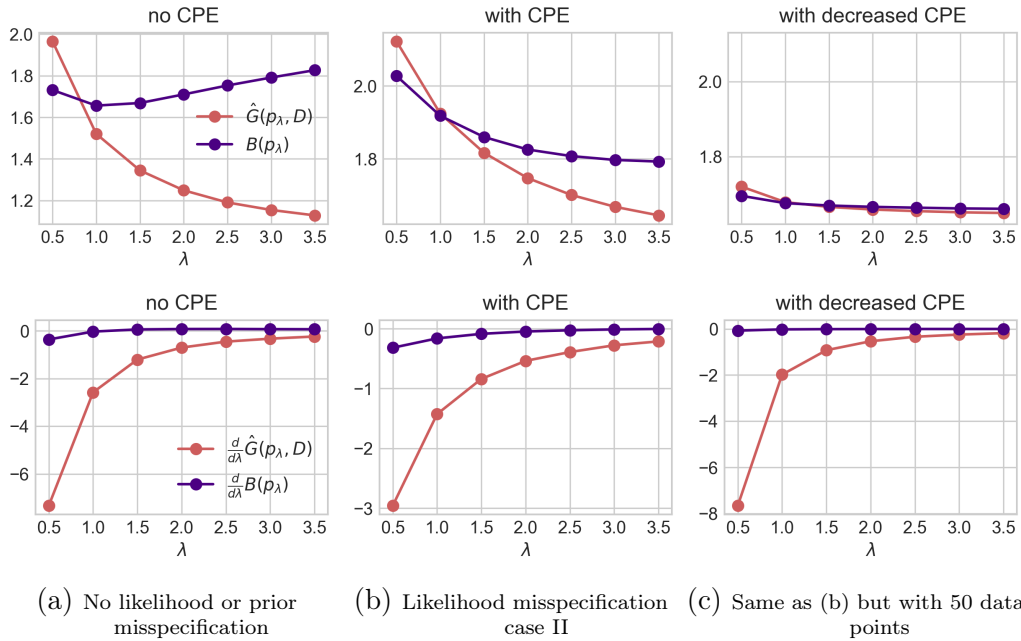 no CPE
2.0
1.8
1.6
1.4
1.2
0.5 1.0 1.5 2.0 2.5 3.0 3.5
λ
Ĝ(p_λ, D)
B(p_λ)
with CPE
2.0
1.8
0.5 1.0 1.5 2.0 2.5 3.0 3.5
λ
with decreased CPE
2.0
1.8
0.5 1.0 1.5 2.0 2.5 3.0 3.5
λ
no CPE
0
−2
−4
−6
0.5 1.0 1.5 2.0 2.5 3.0 3.5
λ
d/dλ Ĝ(p_λ, D)
d/dλ B(p_λ)
with CPE
0
−1
−2
−3
0.5 1.0 1.5 2.0 2.5 3.0 3.5
λ
with decreased CPE
0
−2
−4
−6
−8
0.5 1.0 1.5 2.0 2.5 3.0 3.5
λ
(a) No likelihood or prior
misspecification
(b) Likelihood misspecification
case II
(c) Same as (b) but with 50 data
points